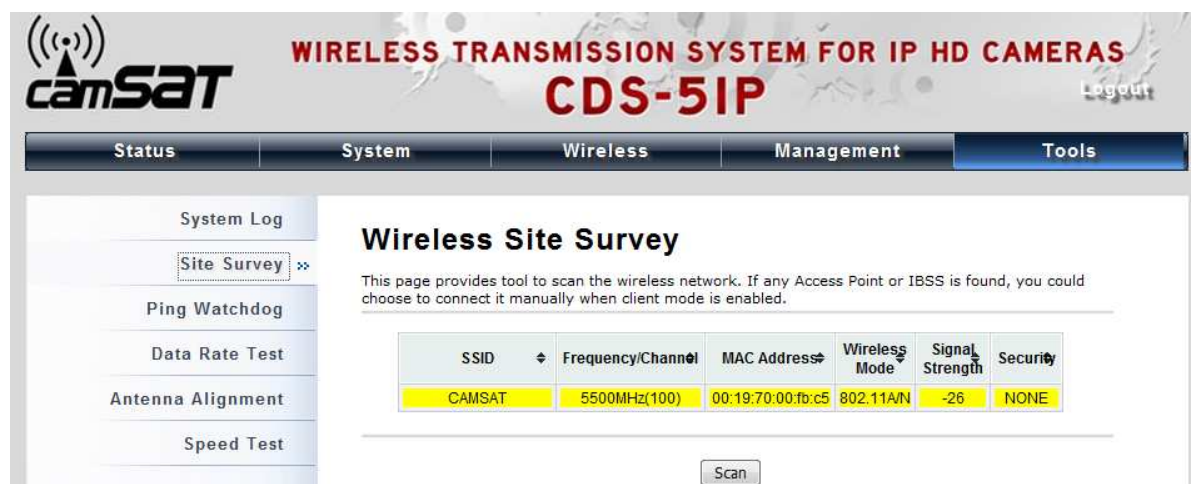 camSAT
WIRELESS TRANSMISSION SYSTEM FOR IP HD CAMERAS
CDS-5IP
Logout
Status System Wireless Management Tools
System Log
Site Survey »
Ping Watchdog
Data Rate Test
Antenna Alignment
Speed Test
Wireless Site Survey
This page provides tool to scan the wireless network. If any Access Point or IBSS is found, you could
choose to connect it manually when client mode is enabled.
SSID Frequency/Channel MAC Address Wireless Mode Signal Strength Security
CAMSAT 5500MHz(100) 00:19:70:00:fb:c5 802.11A/N -26 NONE
Scan